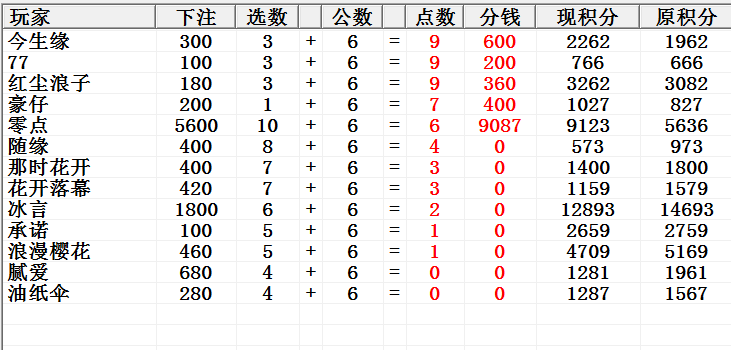 玩家 下注 选数 公数 点数 分钱 现积分 原积分
今生缘 300 3 + 6 = 9 600 2262 1962
77 100 3 + 6 = 9 200 766 666
红尘浪子 180 3 + 6 = 9 360 3262 3082
豪仔 200 1 + 6 = 7 400 1027 827
零点 5600 10 + 6 = 6 9087 9123 5636
随缘 400 8 + 6 = 4 0 573 973
那时花开 400 7 + 6 = 3 0 1400 1800
花开落幕 420 7 + 6 = 3 0 1159 1579
冰言 1800 6 + 6 = 2 0 12893 14693
承诺 100 5 + 6 = 1 0 2659 2759
浪漫樱花 460 5 + 6 = 1 0 4709 5169
腻爱 680 4 + 6 = 0 0 1281 1961
油纸伞 280 4 + 6 = 0 0 1287 1567